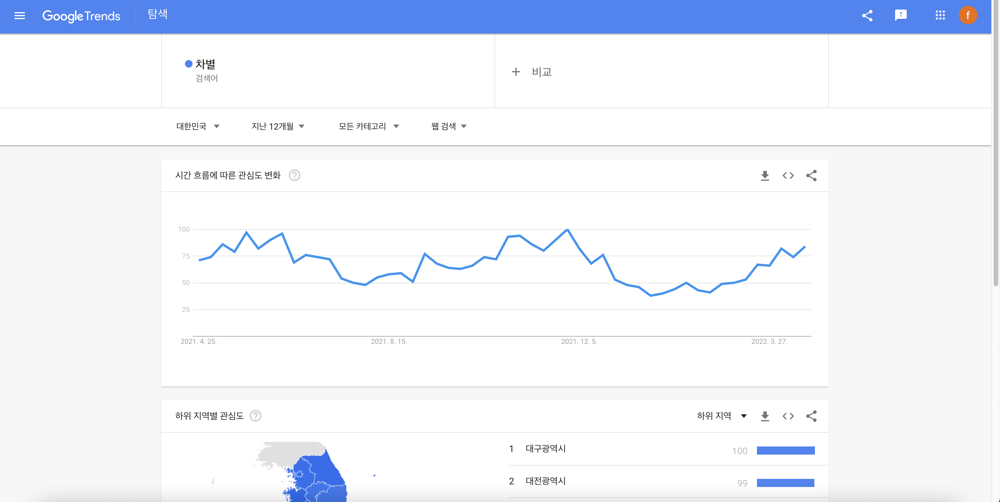 Google Trends 탐색 f
차별
검색어
비교
대한민국 지난 12개월 모든 카테고리 웹 검색
시간 흐름에 따른 관심도 변화
100
75
50
25
2021. 4. 25. 2021. 8. 15. 2021. 12. 5. 2022. 3. 27.
하위 지역별 관심도 하위 지역
1 대구광역시 100
2 대전광역시 99